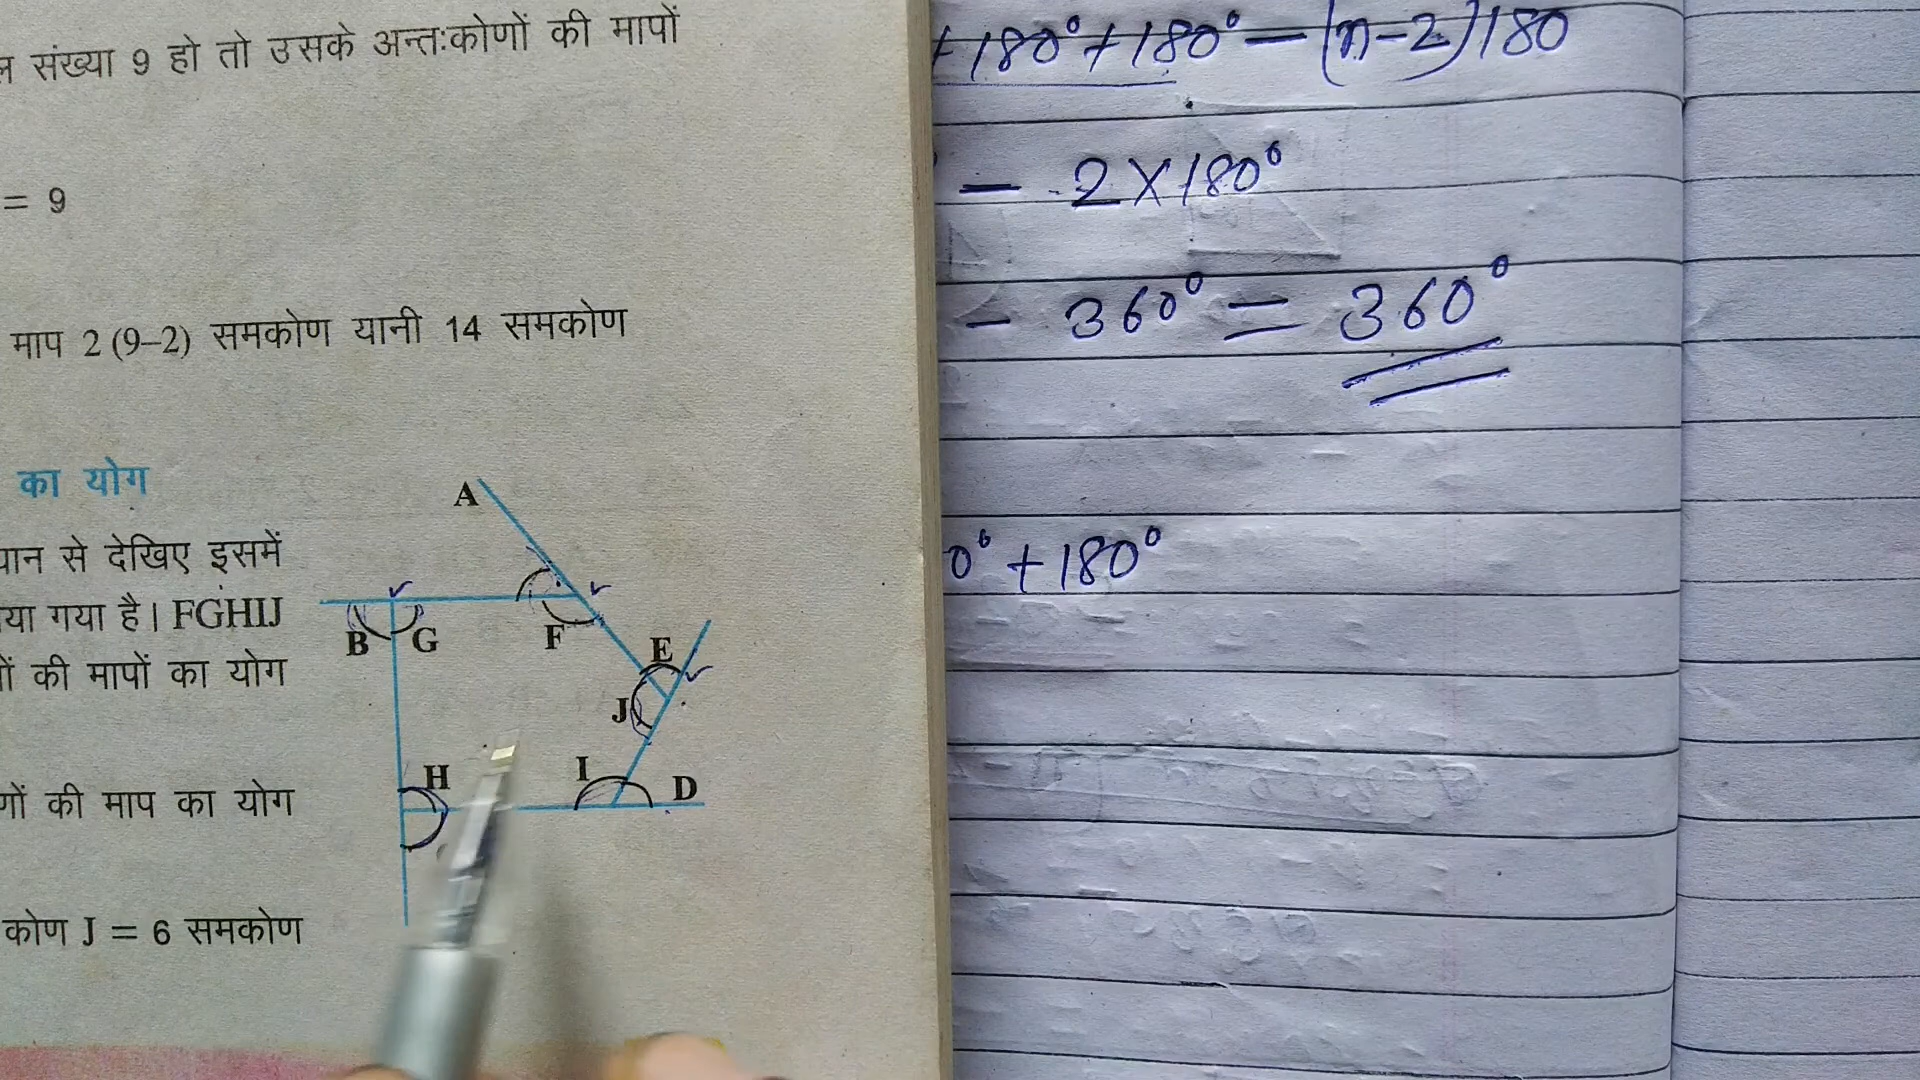 संख्या 9 हो तो उसके अन्त:कोणों की मापों
= 9
माप 2 (9–2) समकोण यानी 14 समकोण
का योग
से देखिए इसमें
गया है। FGHIJ
की मापों का योग
की माप का योग
कोण J = 6 समकोण
A
B G F E
J
H I D
+180°+180° — (n-2)180
— 2×180°
— 360° = 360°
0° +180°